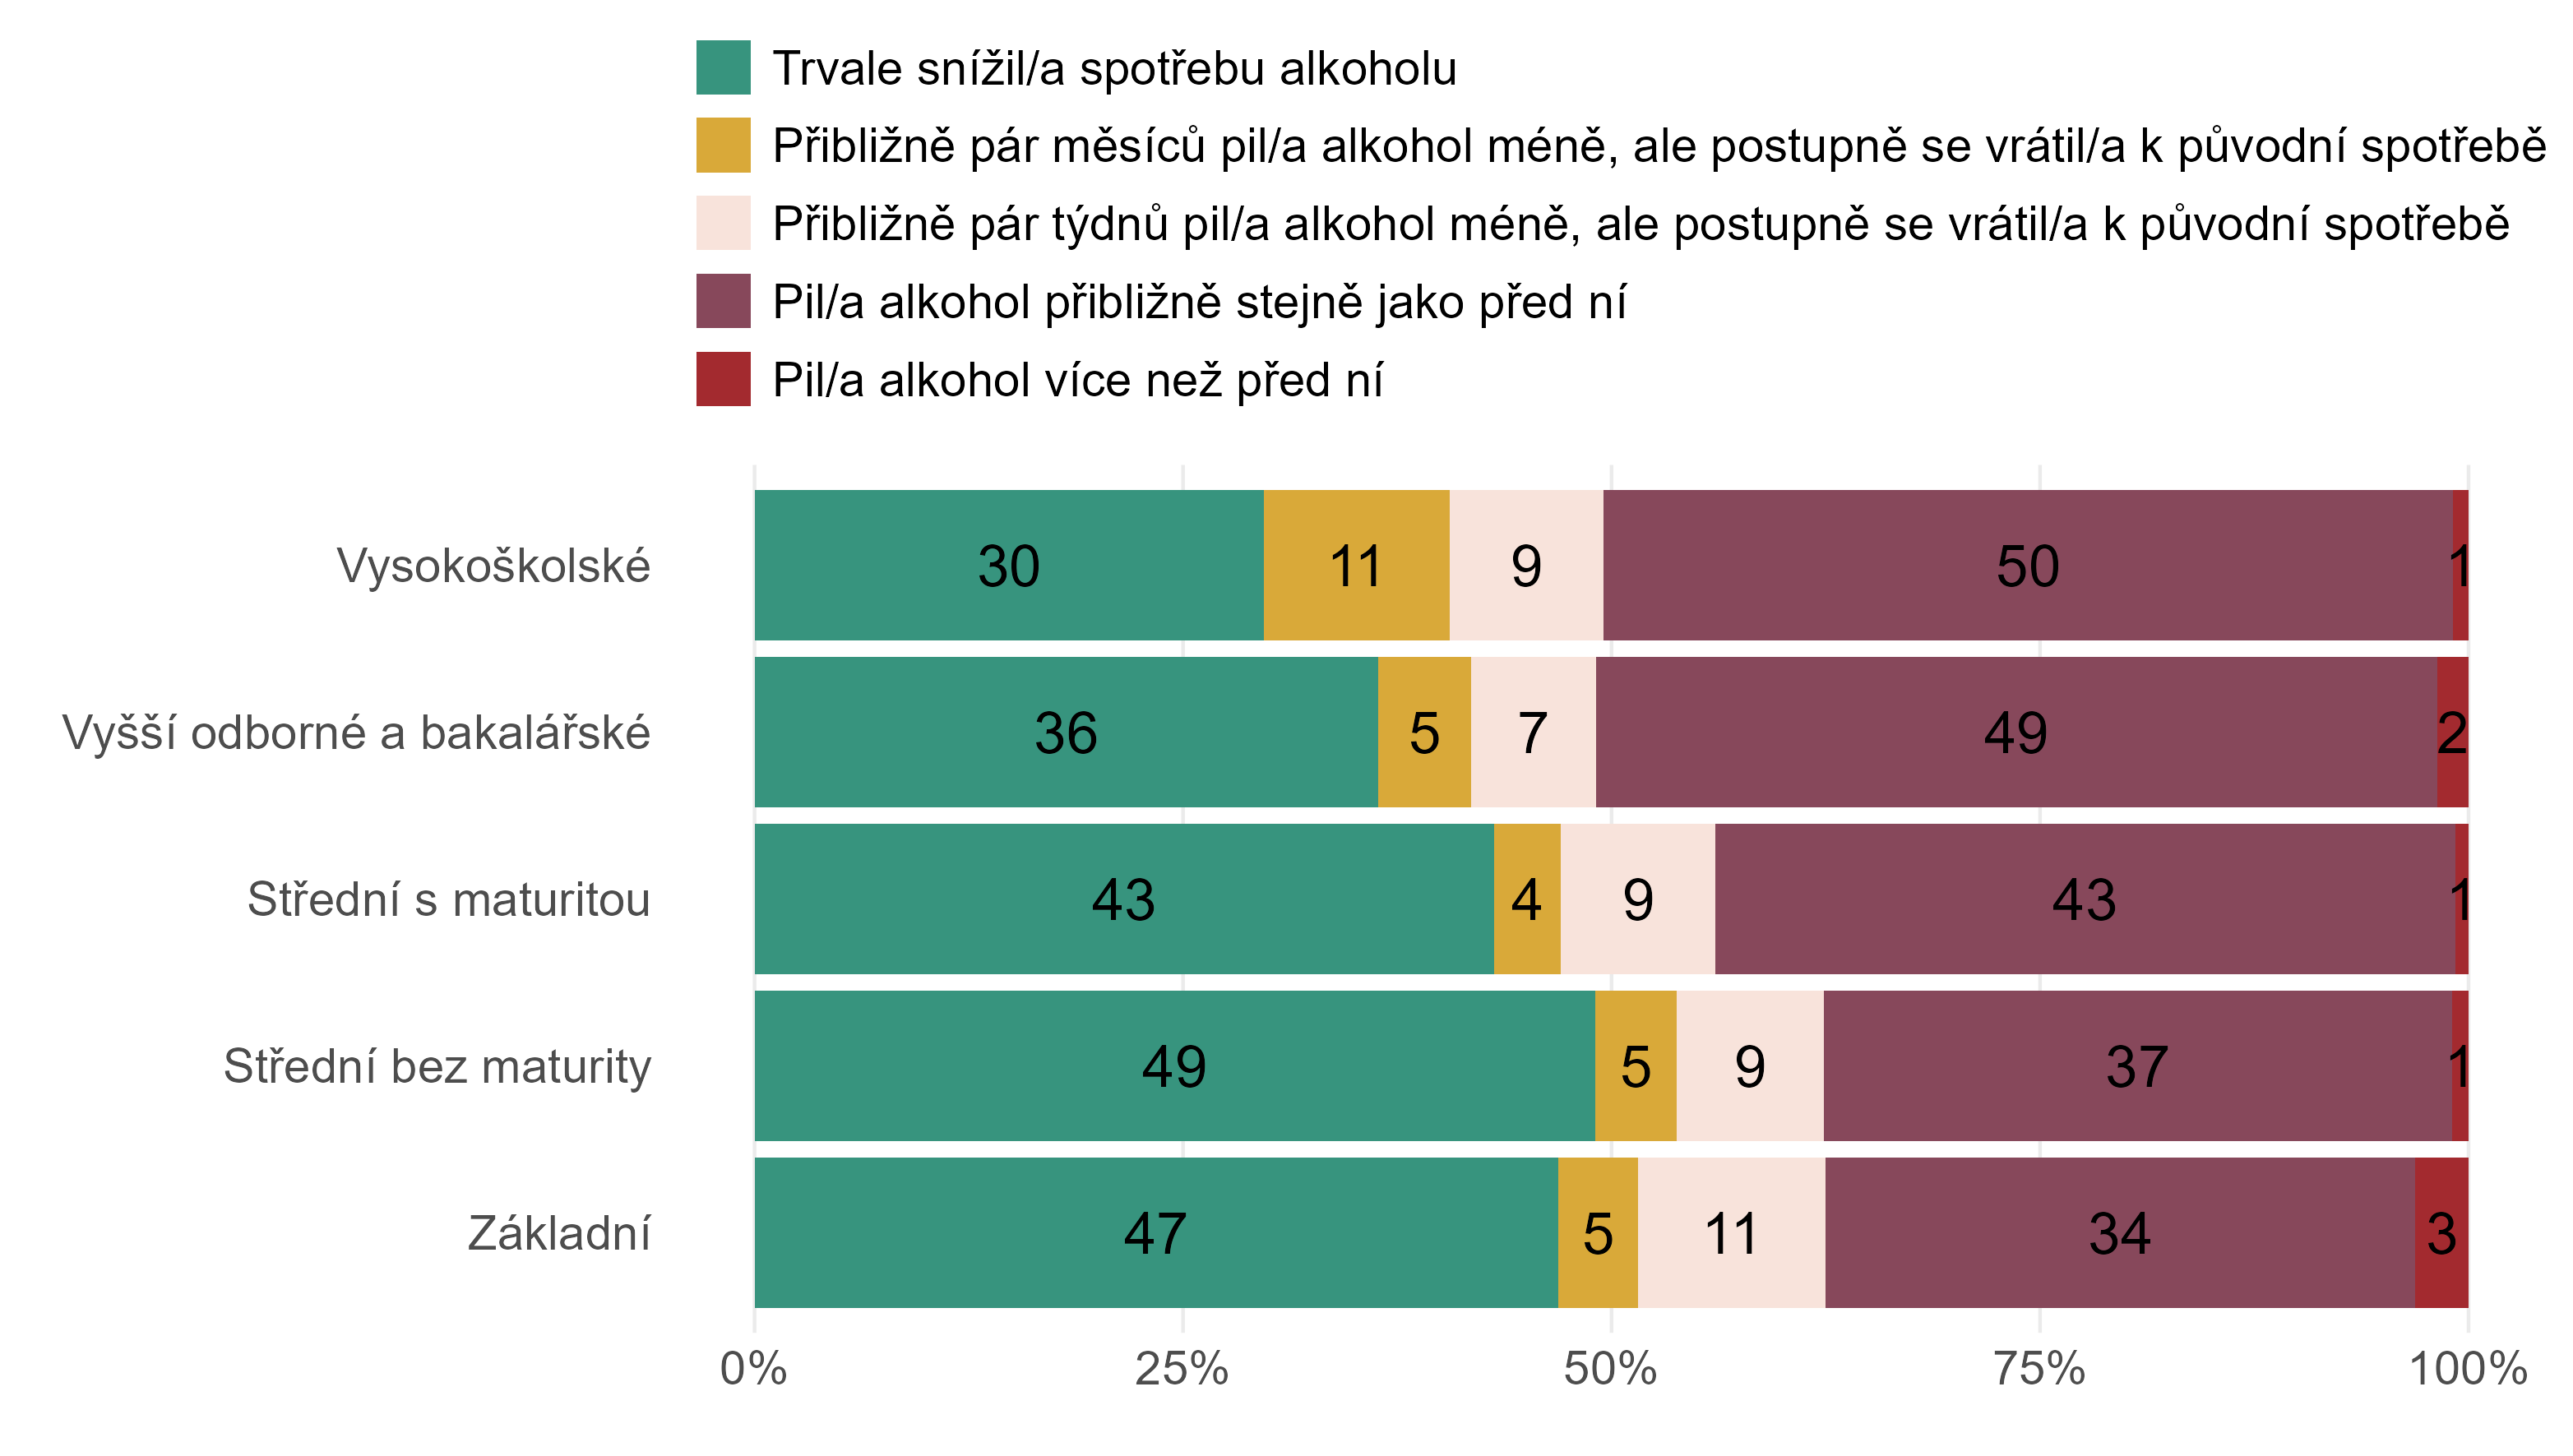 Trvale snížil/a spotřebu alkoholu
Přibližně pár měsíců pil/a alkohol méně, ale postupně se vrátil/a k původní spotřebě
Přibližně pár týdnů pil/a alkohol méně, ale postupně se vrátil/a k původní spotřebě
Pil/a alkohol přibližně stejně jako před ní
Pil/a alkohol více než před ní
Vysokoškolské 30 11 9 50 1
Vyšší odborné a bakalářské 36 5 7 49 2
Střední s maturitou 43 4 9 43 1
Střední bez maturity 49 5 9 37 1
Základní 47 5 11 34 3
0% 25% 50% 75% 100%